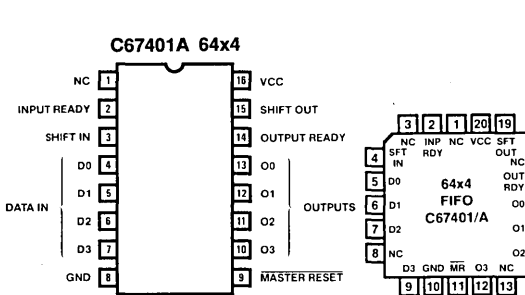 C67401A 64x4
NC 1
16 VCC
INPUT READY 2
15 SHIFT OUT
SHIFT IN 3
14 OUTPUT READY
D0 4
13 O0
D1 5
12 O1
DATA IN
OUTPUTS
D2 6
11 O2
D3 7
10 O3
GND 8
9 MASTER RESET
3 2 1 20 19
NC INP RDY NC VCC SFT OUT
4 SFT IN
NC
5 D0
OUT RDY
64x4
FIFO
C67401/A
6 D1
O0
7 D2
O1
8 NC
O2
D3 GND MR O3 NC
9 10 11 12 13